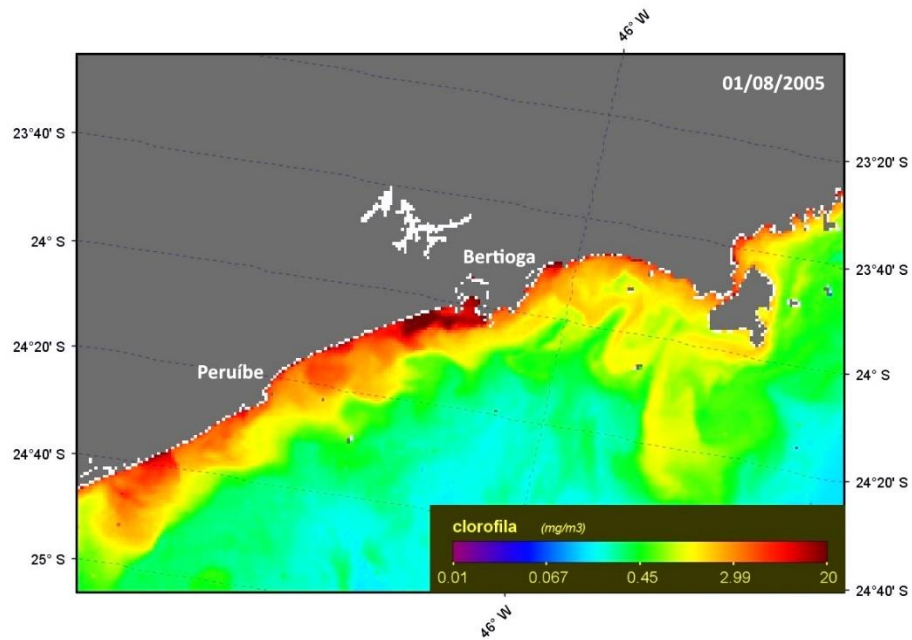 46° W
01/08/2005
23°40' S
23°20' S
24° S
Bertioga
23°40' S
24°20' S
Peruíbe
24° S
24°40' S
24°20' S
clorofila (mg/m3)
25° S
0.01 0.067 0.45 2.99 20
24°40' S
46° W